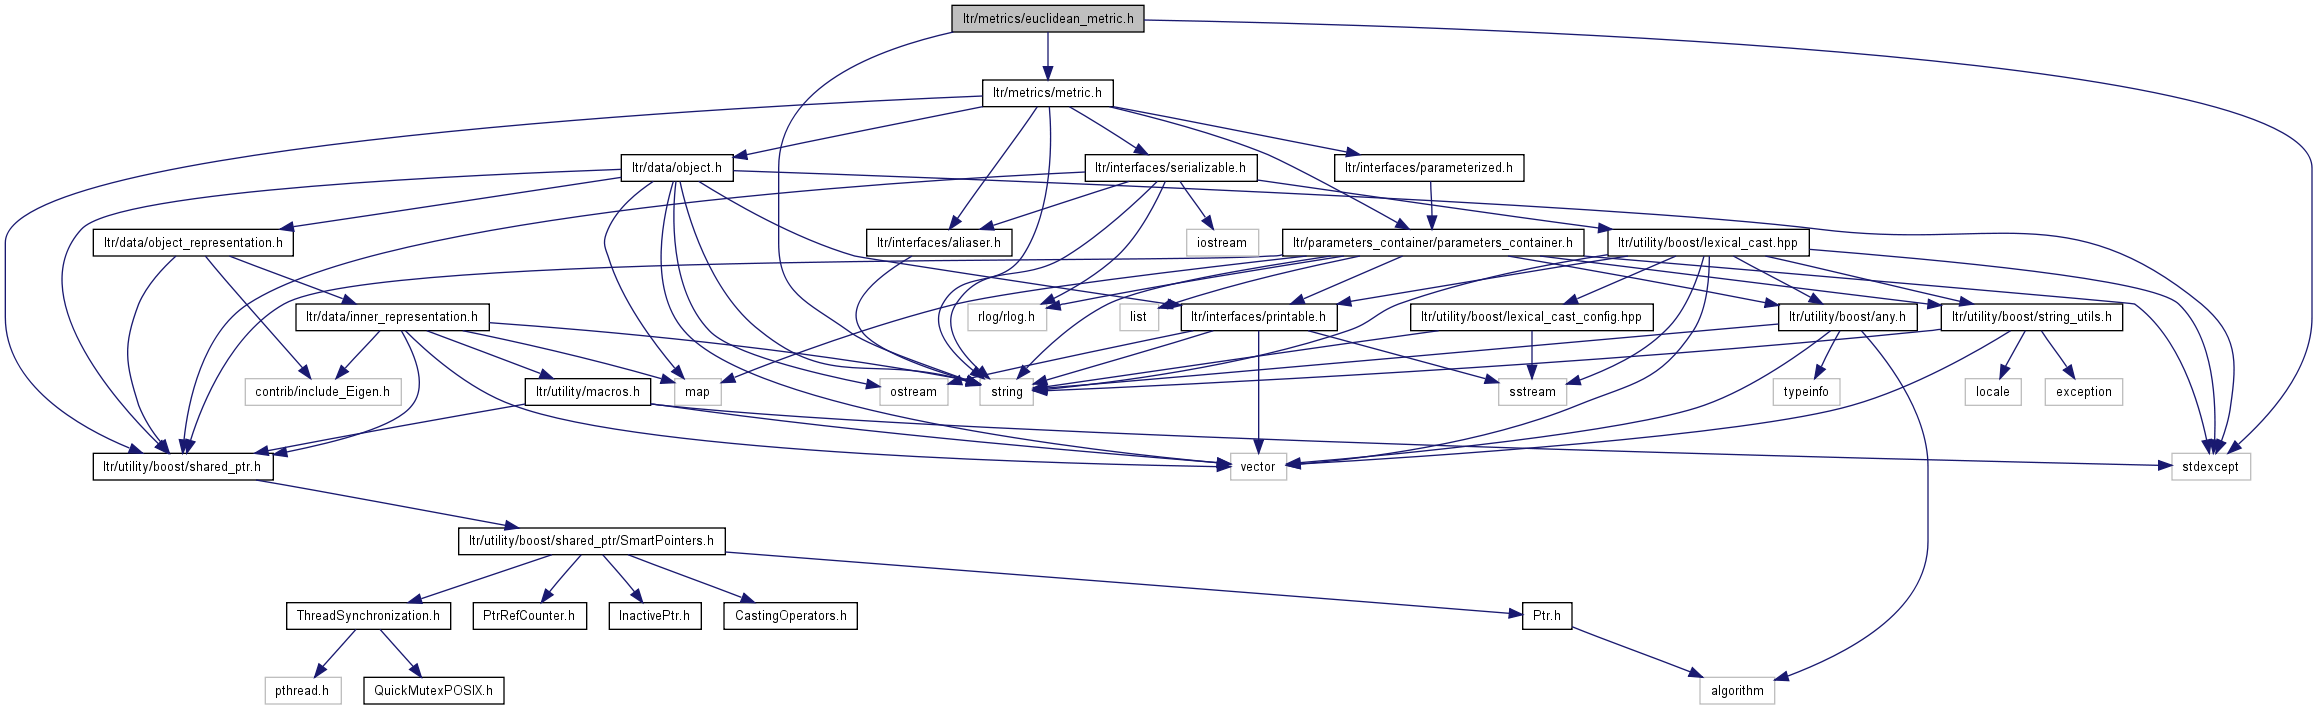 ltr/metrics/euclidean_metric.h
ltr/metrics/metric.h
ltr/data/object.h
ltr/interfaces/serializable.h
ltr/interfaces/parameterized.h
ltr/data/object_representation.h
ltr/interfaces/aliaser.h
iostream
ltr/parameters_container/parameters_container.h
ltr/utility/boost/lexical_cast.hpp
ltr/data/inner_representation.h
rlog/rlog.h
list
ltr/interfaces/printable.h
ltr/utility/boost/lexical_cast_config.hpp
ltr/utility/boost/any.h
ltr/utility/boost/string_utils.h
contrib/include_Eigen.h
ltr/utility/macros.h
map
ostream
string
sstream
typeinfo
locale
exception
ltr/utility/boost/shared_ptr.h
vector
stdexcept
ltr/utility/boost/shared_ptr/SmartPointers.h
ThreadSynchronization.h
PtrRefCounter.h
InactivePtr.h
CastingOperators.h
Ptr.h
pthread.h
QuickMutexPOSIX.h
algorithm